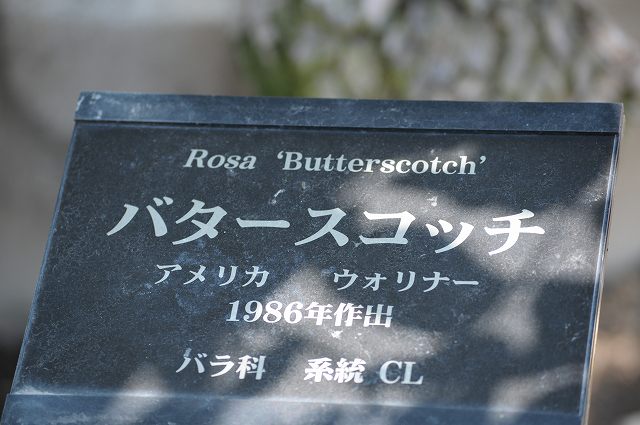 Rosa ‘Butterscotch’
バタースコッチ
アメリカ　ウォリナー
1986年作出
バラ科　系統 CL